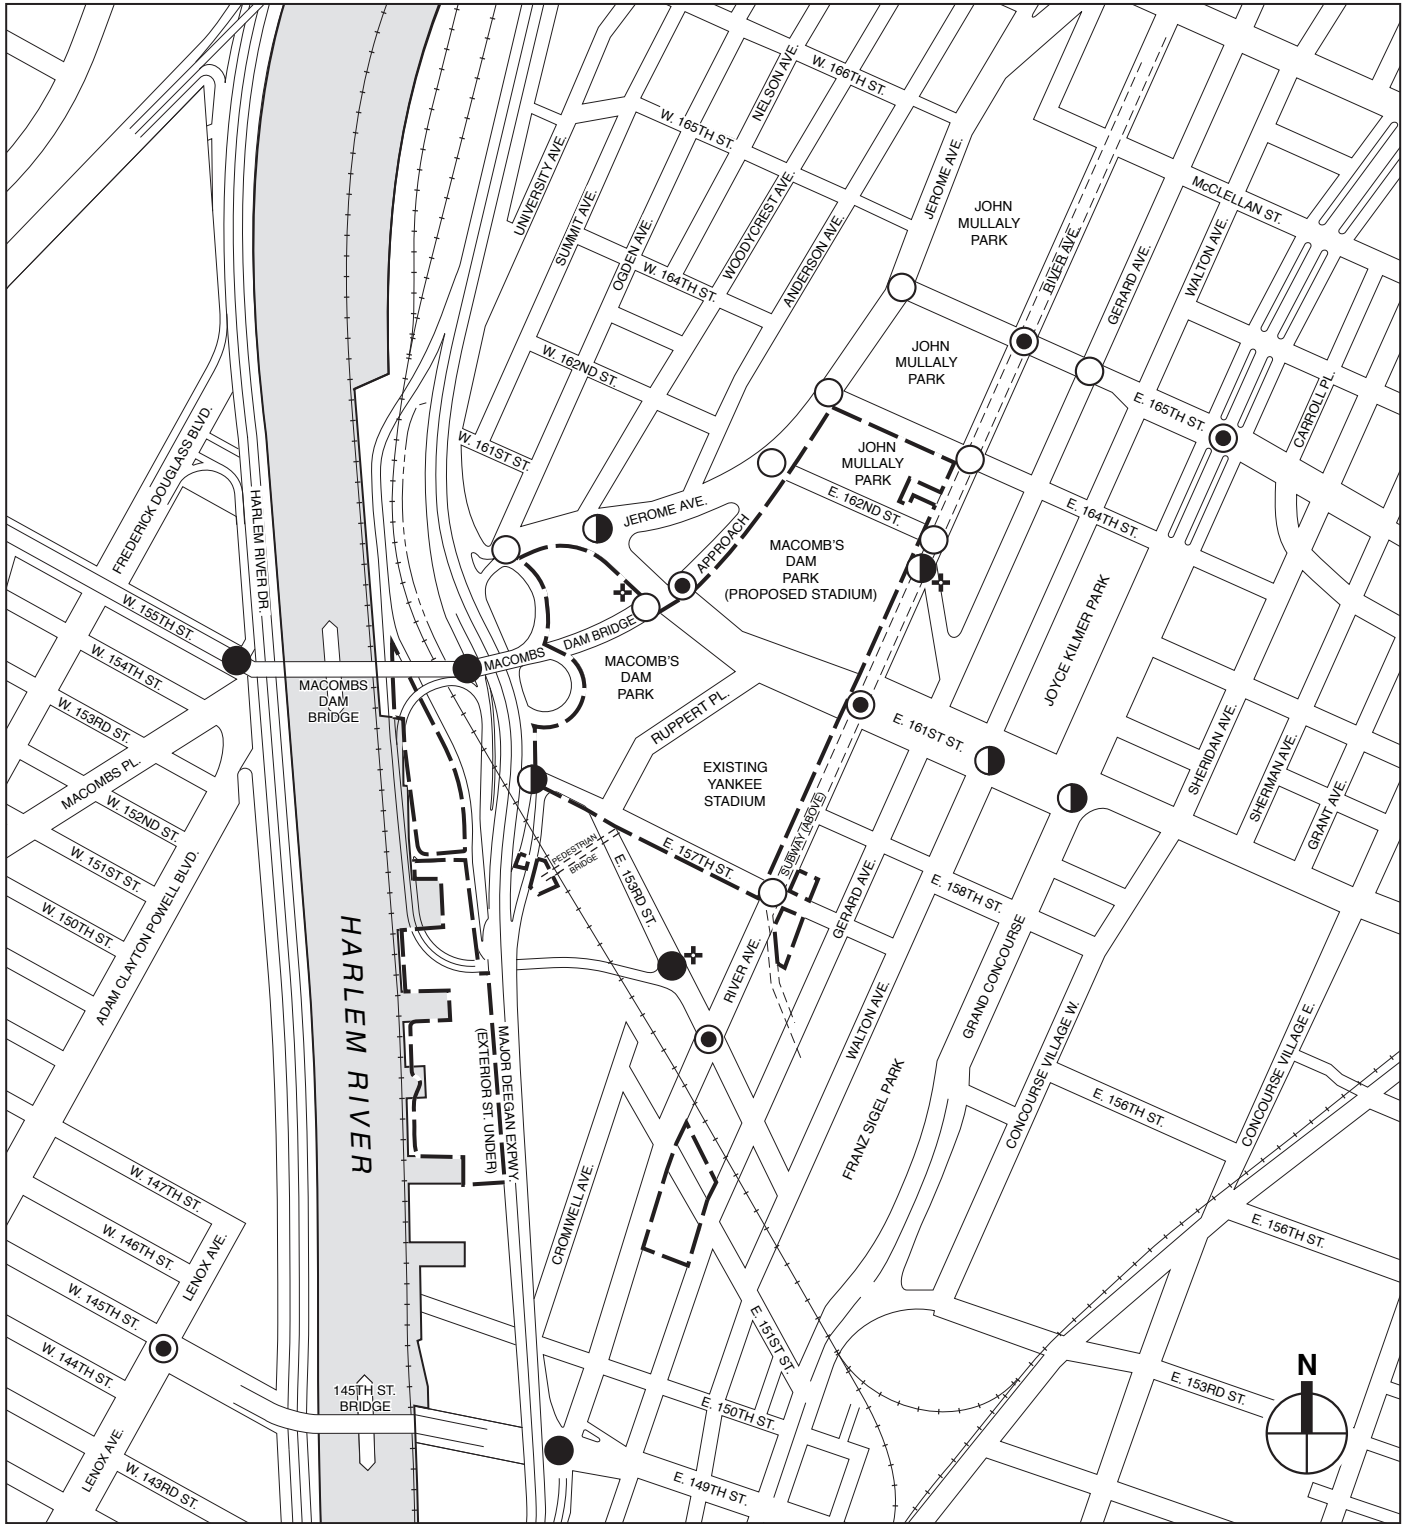 W. 166TH ST.
NELSON AVE.
W. 165TH ST.
UNIVERSITY AVE.
SUMMIT AVE.
OGDEN AVE.
WOODYCREST AVE.
ANDERSON AVE.
JEROME AVE.
JOHN
MULLALY
PARK
RIVER AVE.
GERARD AVE.
WALTON AVE.
McCLELLAN ST.
W. 164TH ST.
W. 162ND ST.
W. 161ST ST.
JOHN
MULLALY
PARK
E. 165TH ST.
CARROLL PL.
FREDERICK DOUGLASS BLVD.
HARLEM RIVER DR.
JEROME AVE.
APPROACH
JOHN
MULLALY
PARK
E. 162ND ST.
E. 164TH ST.
MACOMB'S
DAM
PARK
(PROPOSED STADIUM)
JOYCE KILMER PARK
W. 155TH ST.
W. 154TH ST.
W. 153RD ST.
MACOMBS PL.
W. 152ND ST.
W. 151ST ST.
W. 150TH ST.
ADAM CLAYTON POWELL BLVD.
MACOMBS
DAM
BRIDGE
MACOMBS DAM BRIDGE
MACOMB'S
DAM
PARK
RUPPERT PL.
EXISTING
YANKEE
STADIUM
SUBWAY (ABOVE)
E. 161ST ST.
SHERIDAN AVE.
SHERMAN AVE.
GRANT AVE.
PEDESTRIAN
BRIDGE
E. 157TH ST.
E. 153RD ST.
GERARD AVE.
E. 158TH ST.
RIVER AVE.
WALTON AVE.
GRAND CONCOURSE
CONCOURSE VILLAGE W.
CONCOURSE VILLAGE E.
HARLEM RIVER
MAJOR DEEGAN EXPWY.
(EXTERIOR ST. UNDER)
FRANZ SIGEL PARK
E. 156TH ST.
CROMWELL AVE.
E. 156TH ST.
W. 147TH ST.
W. 146TH ST.
LENOX AVE.
W. 145TH ST.
W. 144TH ST.
LENOX AVE.
W. 143RD ST.
145TH ST.
BRIDGE
E. 151ST ST.
E. 150TH ST.
E. 149TH ST.
E. 153RD ST.
N